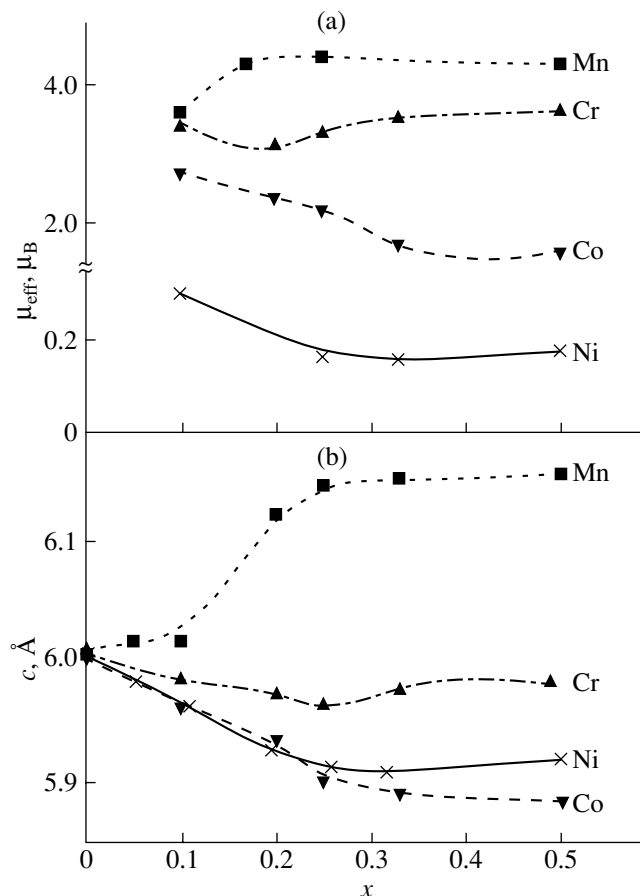 (a)
4.0
Mn
Cr
2.0
Co
μeff, μB
0.2
Ni
0
(b)
Mn
6.1
c, Å
6.0
Cr
Ni
5.9
Co
0 0.1 0.2 0.3 0.4 0.5
x